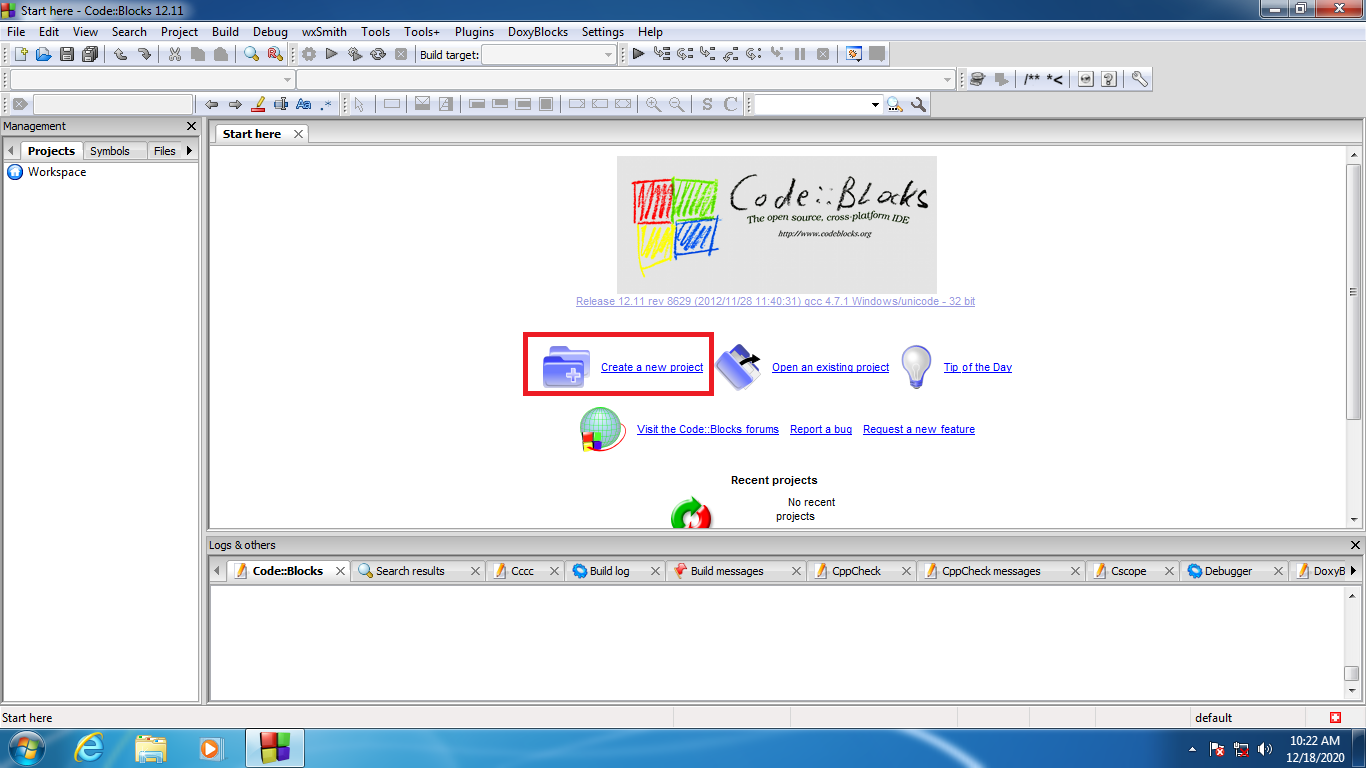 Start here - Code::Blocks 12.11
File Edit View Search Project Build Debug wxSmith Tools Tools+ Plugins DoxyBlocks Settings Help
Build target:
/** *<
Aa .*
S C
Management
Projects Symbols Files
Workspace
Start here
Code::Blocks
The open source, cross-platform IDE
http://www.codeblocks.org
Release 12.11 rev 8629 (2012/11/28 11:40:31) gcc 4.7.1 Windows/unicode - 32 bit
Create a new project Open an existing project Tip of the Day
Visit the Code::Blocks forums Report a bug Request a new feature
Recent projects
No recent
projects
Logs & others
Code::Blocks Search results Cccc Build log Build messages CppCheck CppCheck messages Cscope Debugger DoxyB
Start here default
10:22 AM
12/18/2020